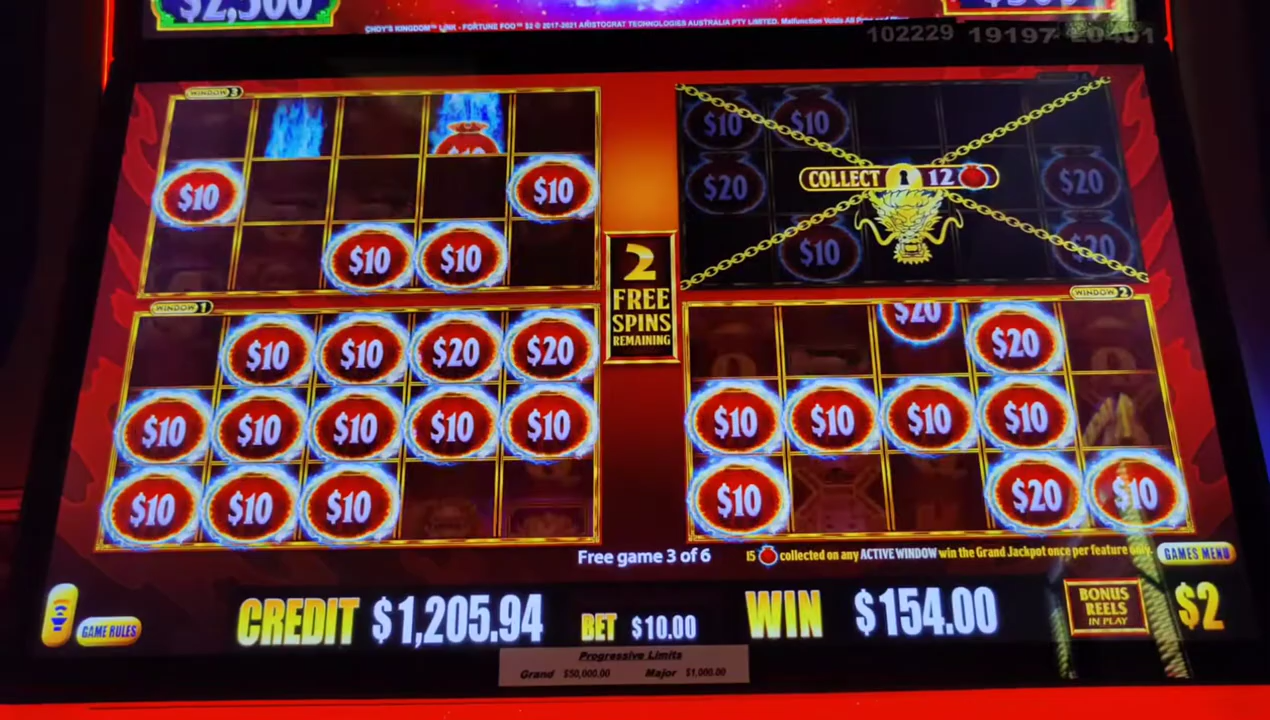 $2,500
CHOY'S KINGDOM™ LINK - FORTUNE FOO™ $2 © 2017-2021 ARISTOCRAT TECHNOLOGIES AUSTRALIA PTY LIMITED. Malfunction Voids All
102229 19197
WINDOW 3
$10
$10
$10
$10
$10
$10
$20
COLLECT 12
$20
$10
$20
2
FREE
SPINS
REMAINING
WINDOW 1
$10
$10
$20
$20
$10
$10
$10
$10
$10
$10
$10
$10
WINDOW 2
$20
$20
$10
$10
$10
$10
$10
$20
$10
Free game 3 of 6
15 collected on any ACTIVE WINDOW win the Grand Jackpot once per feature only.
GAMES MENU
GAME RULES
CREDIT $1,205.94
BET $10.00
WIN $154.00
BONUS
REELS
IN PLAY
$2
Progressive Limits
Grand $50,000.00 Major $1,000.00